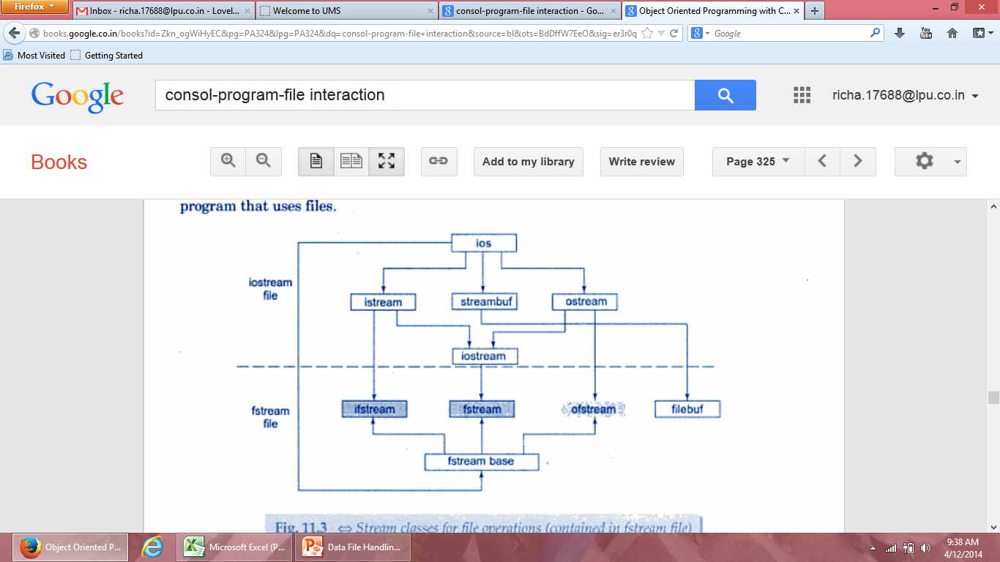 Firefox
Inbox - richa.17688@lpu.co.in - Lovel...
Welcome to UMS
consol-program-file interaction - Go...
Object Oriented Programming with C...
books.google.co.in/books?id=Zkn_ogWiHyEC&pg=PA324&lpg=PA324&dq=consol-program-file+interaction&source=bl&ots=BdDffW7EeO&sig=er3r0q
Google
You Tube
Most Visited
Getting Started
Google
consol-program-file interaction
richa.17688@lpu.co.in
Books
Add to my library
Write review
Page 325
program that uses files.
ios
iostream
file
istream
streambuf
ostream
iostream
fstream
file
ifstream
fstream
ofstream
filebuf
fstream base
Fig. 11.3 ⇔ Stream classes for file operations (contained in fstream file)
Object Oriented P...
Microsoft Excel (P...
Data File Handlin...
9:38 AM
4/12/2014